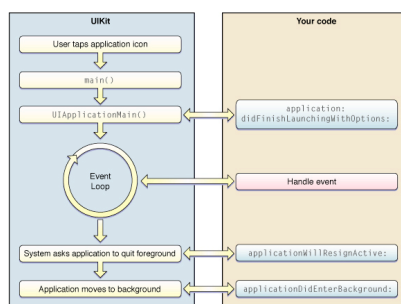 UIKit
Your code
User taps application icon
main()
UIApplicationMain()
application:
didFinishLaunchingWithOptions:
Event
Loop
Handle event
System asks application to quit foreground
applicationWillResignActive:
Application moves to background
applicationDidEnterBackground: